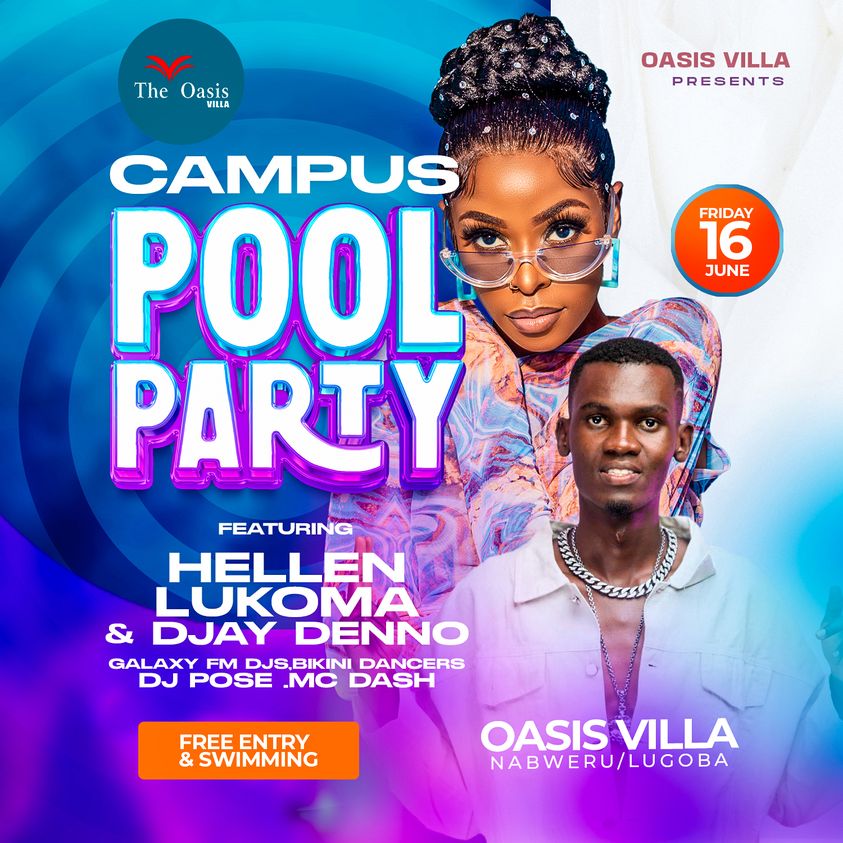 The Oasis
VILLA
OASIS VILLA
PRESENTS
CAMPUS
POOL
PARTY
FRIDAY
16
JUNE
FEATURING
HELLEN
LUKOMA
& DJAY DENNO
GALAXY FM DJS,BIKINI DANCERS
DJ POSE .MC DASH
FREE ENTRY
& SWIMMING
OASIS VILLA
NABWERU/LUGOBA